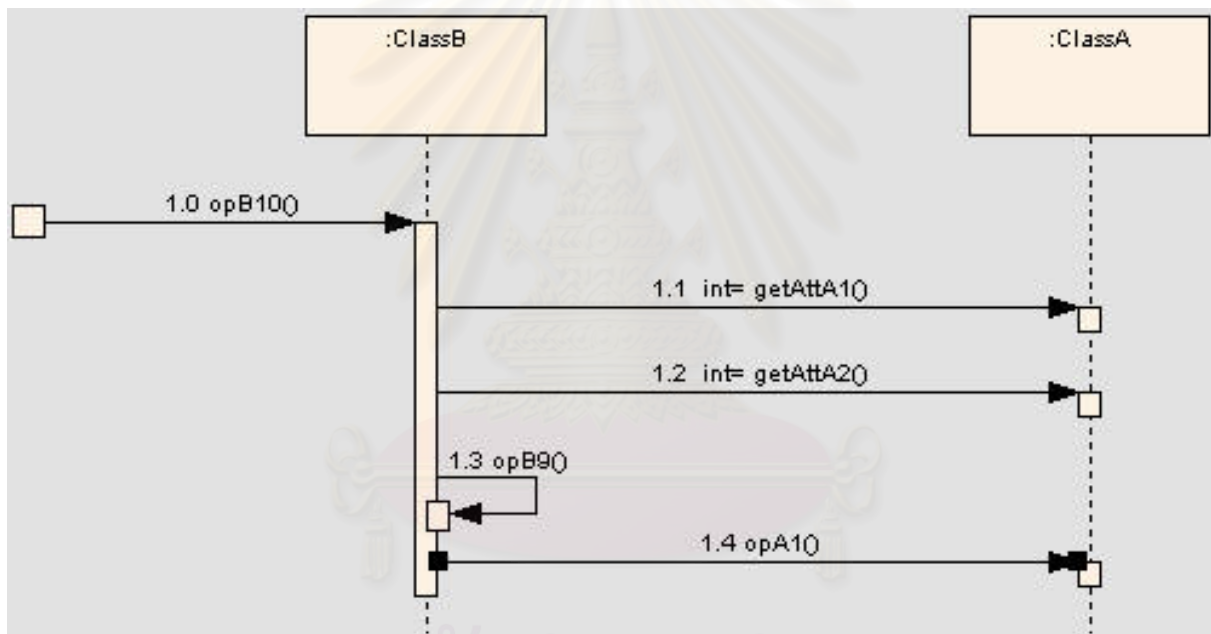 :ClassB
:ClassA
1.0 opB10()
1.1 int= getAttA1()
1.2 int= getAttA2()
1.3 opB9()
1.4 opA1()